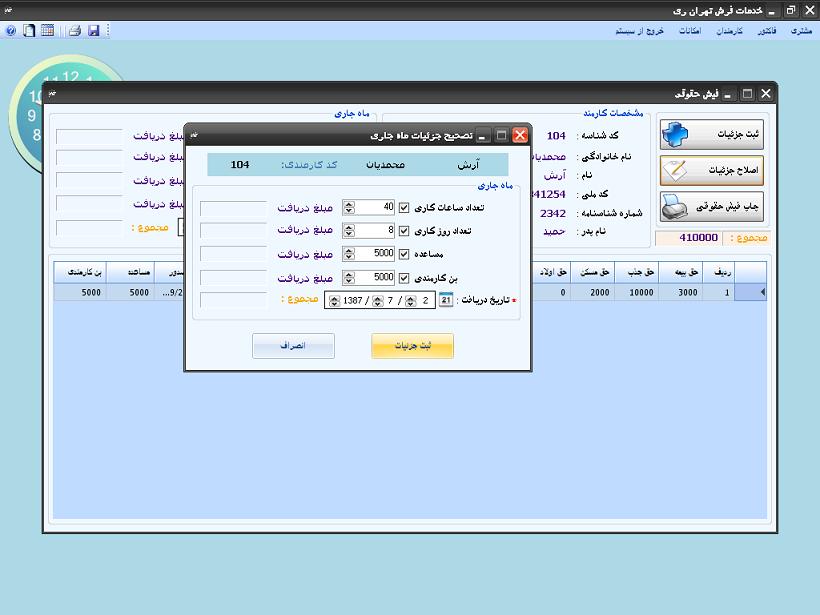 خدمات فرش تهران ری
مشتری فاکتور کارمندان امکانات خروج از سیستم
11 12 1
10
9
8
فیش حقوقی
مشخصات کارمند
ماه جاری
ثبت جزئیات
اصلاح جزئیات
چاپ فیش حقوقی
مجموع : 410000
کد شناسه : 104
نام خانوادگی :
نام : آرش
کد ملی :
شماره شناسنامه : 2342
نام پدر : حمید
مبلغ دریافت
مبلغ دریافت
مبلغ دریافت
مبلغ دریافت
مجموع :
ردیف حق بیمه حق جذب حق مسکن حق اولاد مساعده بن کارمندی
1 3000 10000 2000 0 5000 5000
تصحیح جزئیات ماه جاری
آرش محمدیان کد کارمندی: 104
ماه جاری
تعداد ساعات کاری 40 مبلغ دریافت
تعداد روز کاری 8 مبلغ دریافت
مساعده 5000 مبلغ دریافت
بن کارمندی 5000 مبلغ دریافت
* تاریخ دریافت : 21 2 / 7 / 1387 مجموع :
ثبت جزئیات انصراف